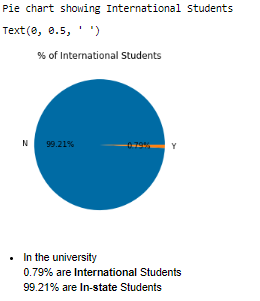 Pie chart showing International Students
Text(0, 0.5, ' ')
% of International Students
N 99.21% 0.79% Y
• In the university
0.79% are International Students
99.21% are In-state Students